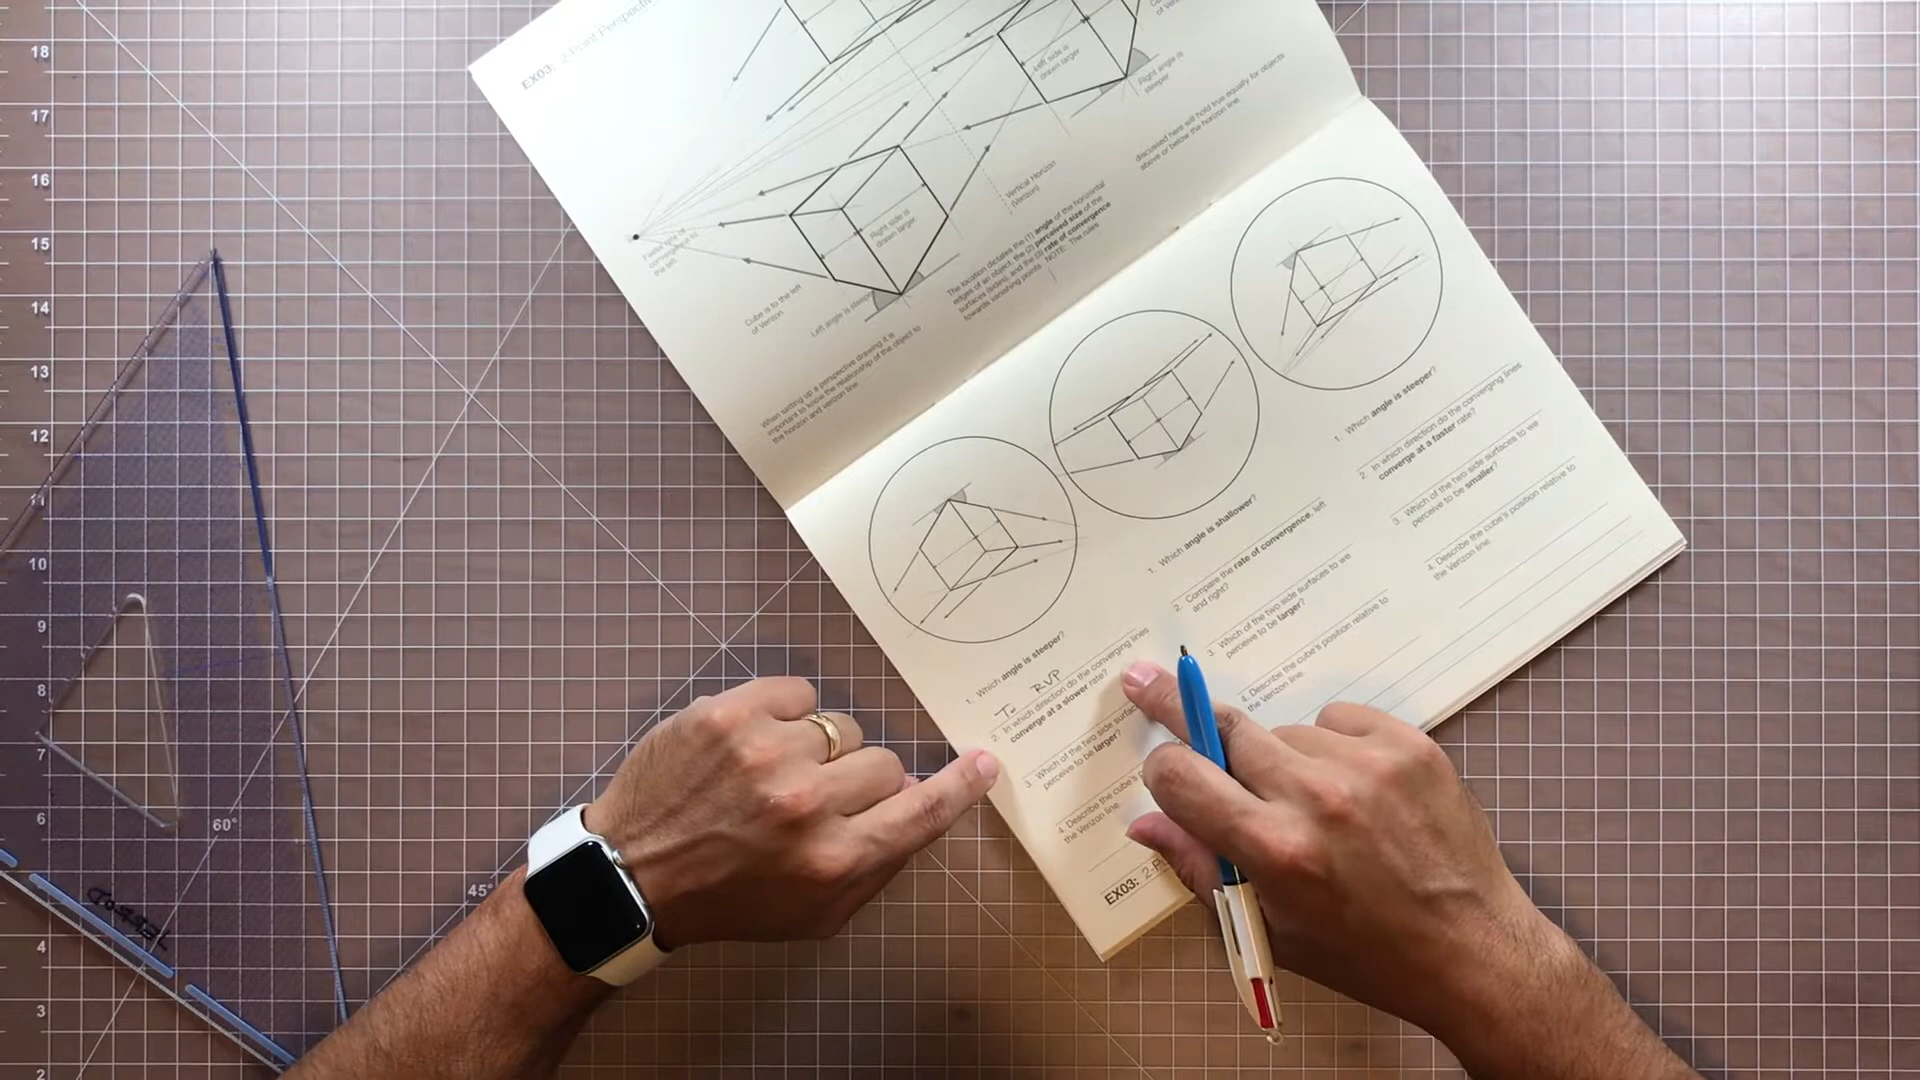 EX03: 2-Point Perspective
Left side is
drawn larger
Right angle is
steeper
discussed here will hold true equally for objects
above or below the horizon line.
Vertical Horizon
(Verizon)
Right side is
drawn larger
convergence to
the left
Cube is to the left
of Verizon
Left angle is steeper
The location dictates the (1) angle of the horizontal
edges of an object, the (2) perceived size of the
surfaces (sides), and the (3) rate of convergence
towards vanishing points. NOTE: The rules
When setting up a perspective drawing it is
important to know the relationship of the object to
the horizon and verizon line.
1. Which angle is steeper?
To RVP
2. In which direction do the converging lines
converge at a slower rate?
3. Which of the two side surfac
perceive to be larger?
4. Describe the cube's p
the Verizon line.
EX03: 2-P
1. Which angle is shallower?
2. Compare the rate of convergence, left
and right?
3. Which of the two side surfaces to we
perceive to be larger?
4. Describe the cube's position relative to
the Verizon line.
1. Which angle is steeper?
2. In which direction do the converging lines
converge at a faster rate?
3. Which of the two side surfaces to we
perceive to be smaller?
4. Describe the cube's position relative to
the Verizon line.
18
17
16
15
14
13
12
11
10
9
8
7
6
4
3
2
60°
45°